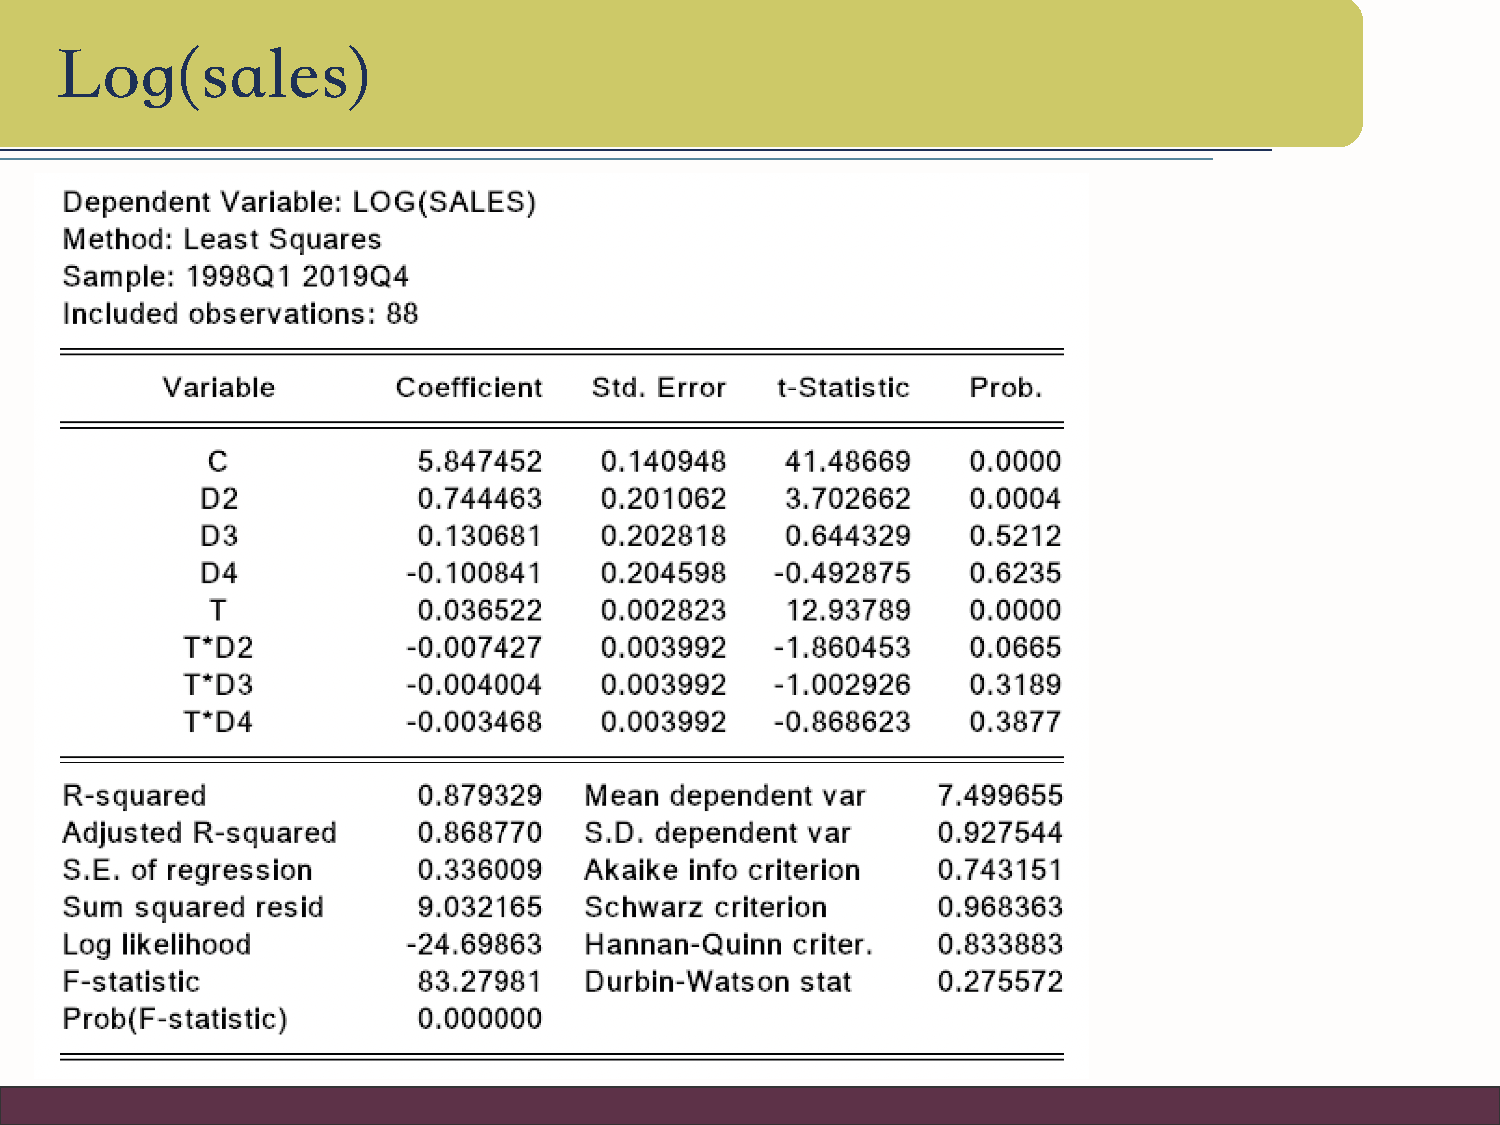 Log(sales)
Dependent Variable: LOG(SALES)
Method: Least Squares
Sample: 1998Q1 2019Q4
Included observations: 88
Variable Coefficient Std. Error t-Statistic Prob.
C 5.847452 0.140948 41.48669 0.0000
D2 0.744463 0.201062 3.702662 0.0004
D3 0.130681 0.202818 0.644329 0.5212
D4 -0.100841 0.204598 -0.492875 0.6235
T 0.036522 0.002823 12.93789 0.0000
T*D2 -0.007427 0.003992 -1.860453 0.0665
T*D3 -0.004004 0.003992 -1.002926 0.3189
T*D4 -0.003468 0.003992 -0.868623 0.3877
R-squared 0.879329 Mean dependent var 7.499655
Adjusted R-squared 0.868770 S.D. dependent var 0.927544
S.E. of regression 0.336009 Akaike info criterion 0.743151
Sum squared resid 9.032165 Schwarz criterion 0.968363
Log likelihood -24.69863 Hannan-Quinn criter. 0.833883
F-statistic 83.27981 Durbin-Watson stat 0.275572
Prob(F-statistic) 0.000000